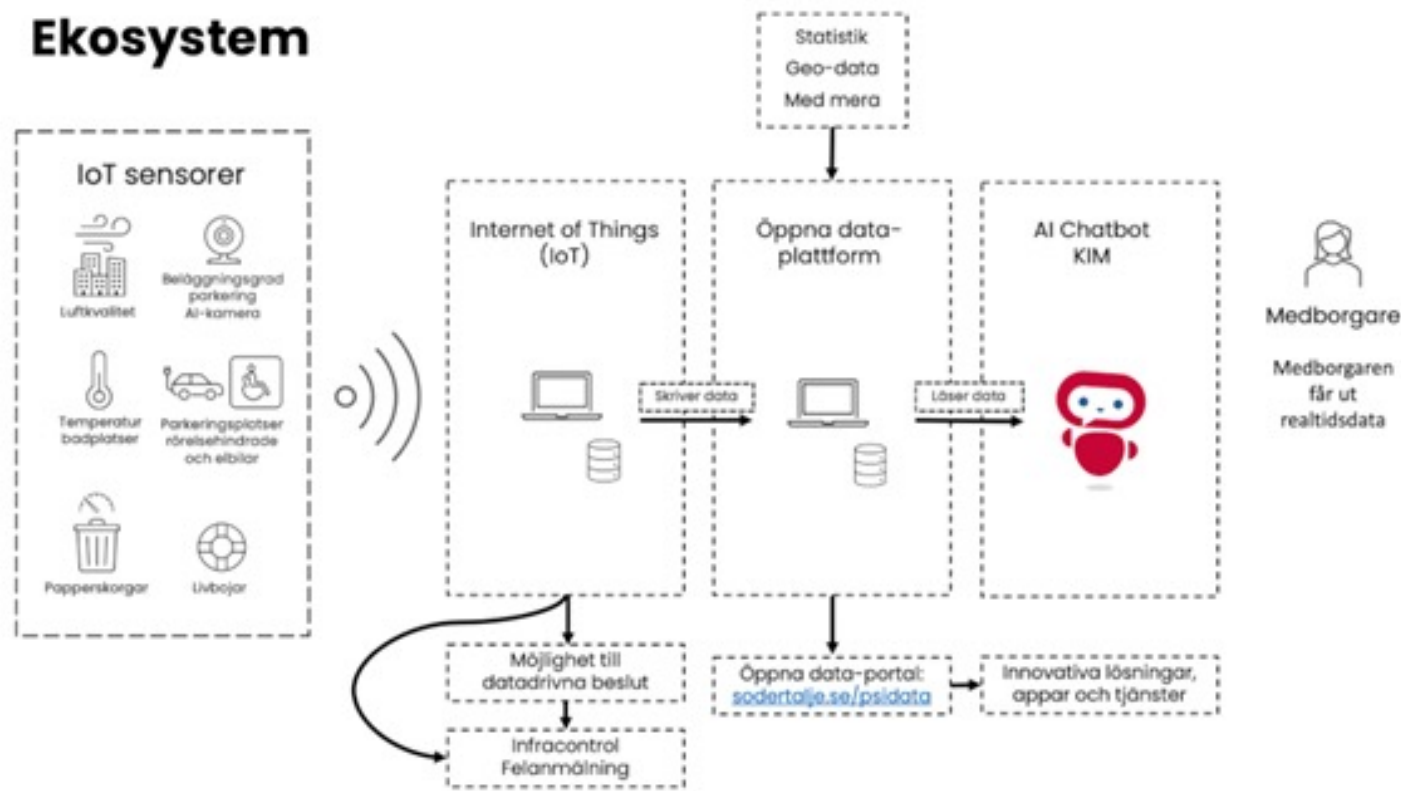 Ekosystem
Statistik
Geo-data
Med mera
IoT sensorer
Luftkvalitet
Beläggningsgrad
parkering
AI-kamera
Temperatur
badplatser
Parkeringsplatser
rörelsehindrade
och elbilar
Papperskorgar
Livbojar
Internet of Things
(IoT)
Skriver data
Öppna data-
plattform
Läser data
AI Chatbot
KIM
Medborgare
Medborgaren
får ut
realtidsdata
Möjlighet till
datadrivna beslut
Infracontrol
Felanmälning
Öppna data-portal:
sodertalje.se/psidata
Innovativa lösningar,
appar och tjänster